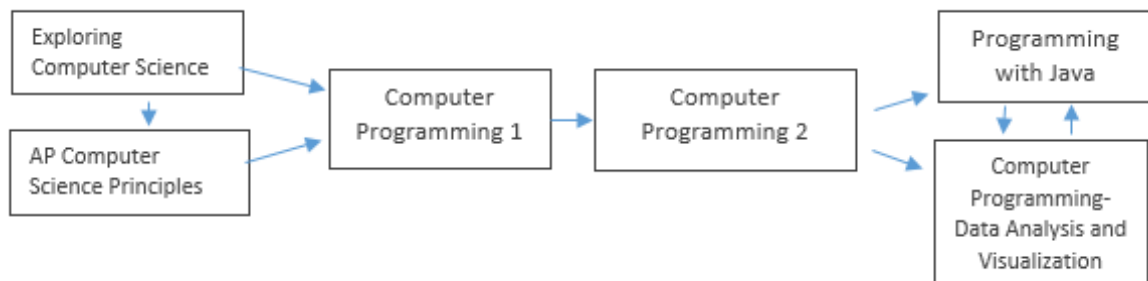 Exploring
Computer Science
AP Computer
Science Principles
Computer
Programming 1
Computer
Programming 2
Programming
with Java
Computer
Programming-
Data Analysis and
Visualization